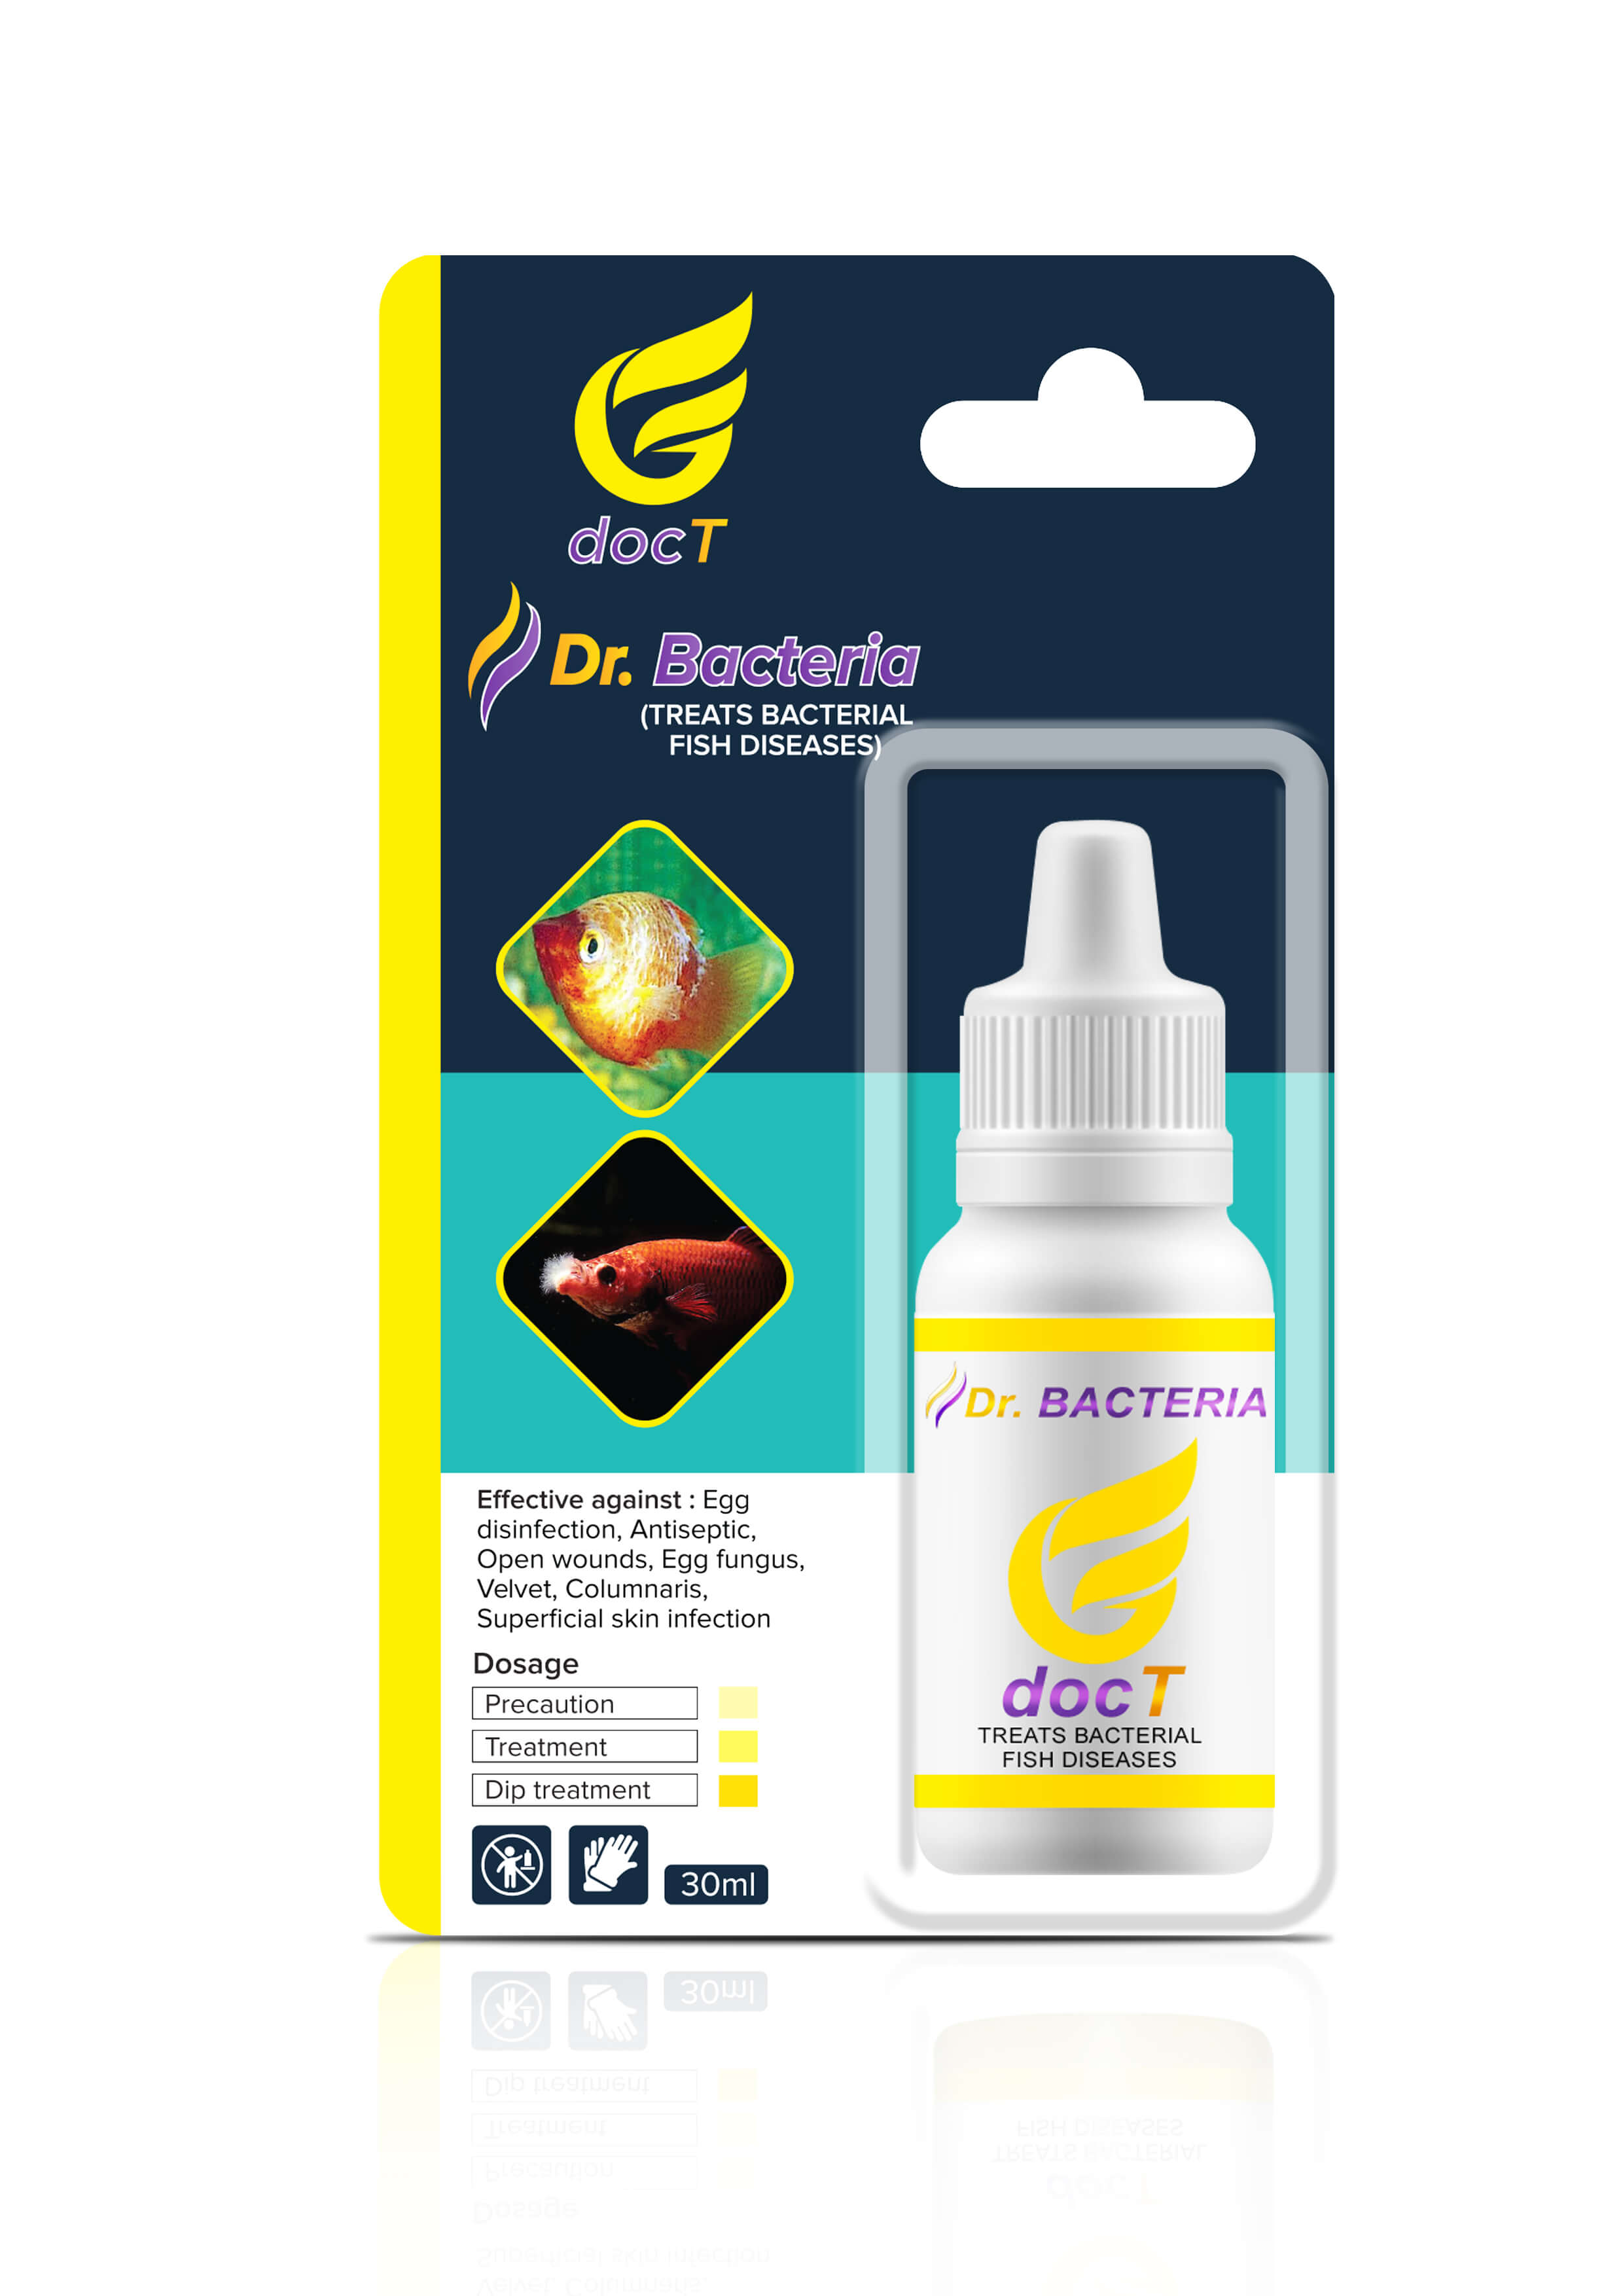 docT
Dr. Bacteria
(TREATS BACTERIAL
FISH DISEASES)
Effective against : Egg
disinfection, Antiseptic,
Open wounds, Egg fungus,
Velvet, Columnaris,
Superficial skin infection
Dosage
Precaution
Treatment
Dip treatment
30ml
Dr. BACTERIA
docT
TREATS BACTERIAL
FISH DISEASES